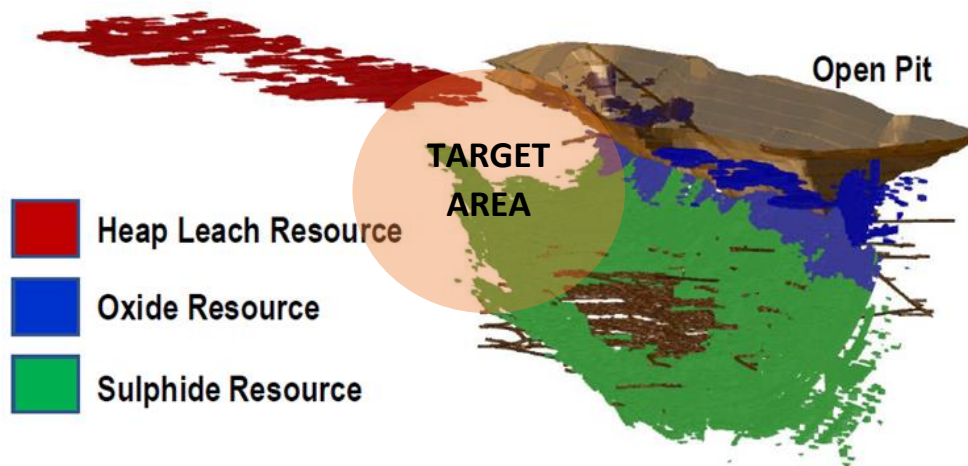 Open Pit
TARGET
AREA
Heap Leach Resource
Oxide Resource
Sulphide Resource